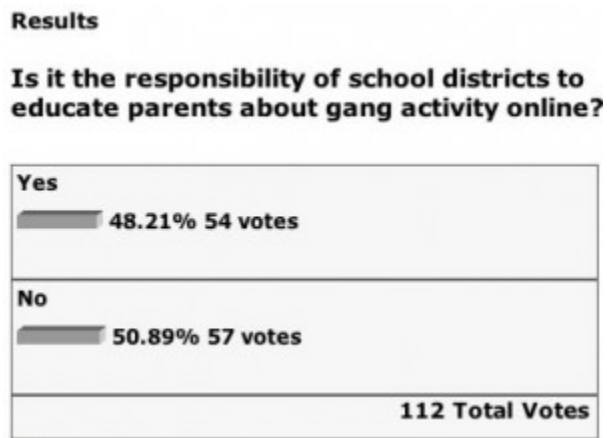 Results
Is it the responsibility of school districts to
educate parents about gang activity online?
Yes
48.21% 54 votes
No
50.89% 57 votes
112 Total Votes